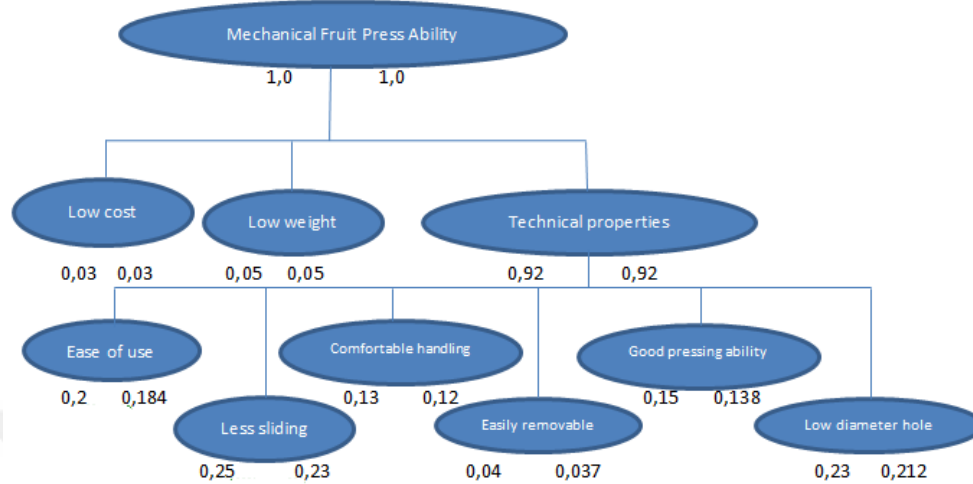 Mechanical Fruit Press Ability
1,0 1,0
Low cost
Low weight
Technical properties
0,03 0,03
0,05 0,05
0,92 0,92
Ease of use
Comfortable handling
Good pressing ability
0,2 0,184
0,13 0,12
0,15 0,138
Less sliding
Easily removable
Low diameter hole
0,25 0,23
0,04 0,037
0,23 0,212